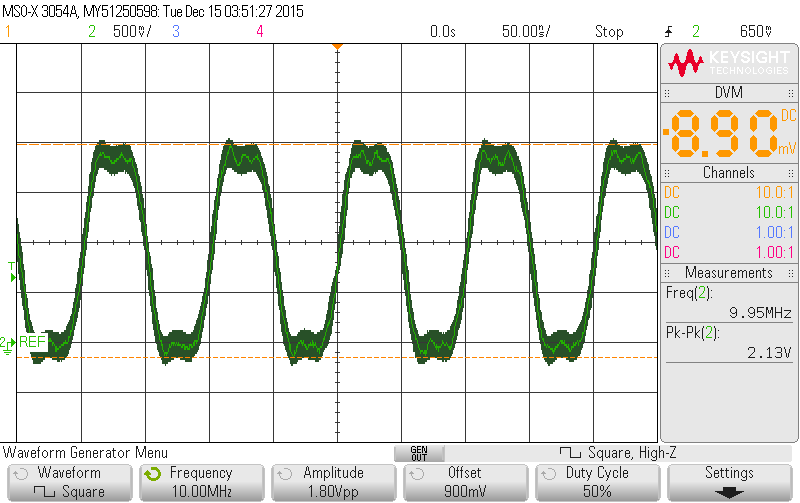 MSO-X 3054A, MY51250598: Tue Dec 15 03:51:27 2015
1 2 500♡/ 3 4 0.0s 50.00♡/ Stop 2 650♡
KEYSIGHT
TECHNOLOGIES
DVM
-8.90 DC mV
Channels
DC 10.0:1
DC 10.0:1
DC 1.00:1
DC 1.00:1
Measurements
Freq(2):
9.95MHz
Pk-Pk(2):
2.13V
T
2 REF
Waveform Generator Menu
GEN OUT
Square, High-Z
Waveform
Square
Frequency
10.00MHz
Amplitude
1.80Vpp
Offset
900mV
Duty Cycle
50%
Settings